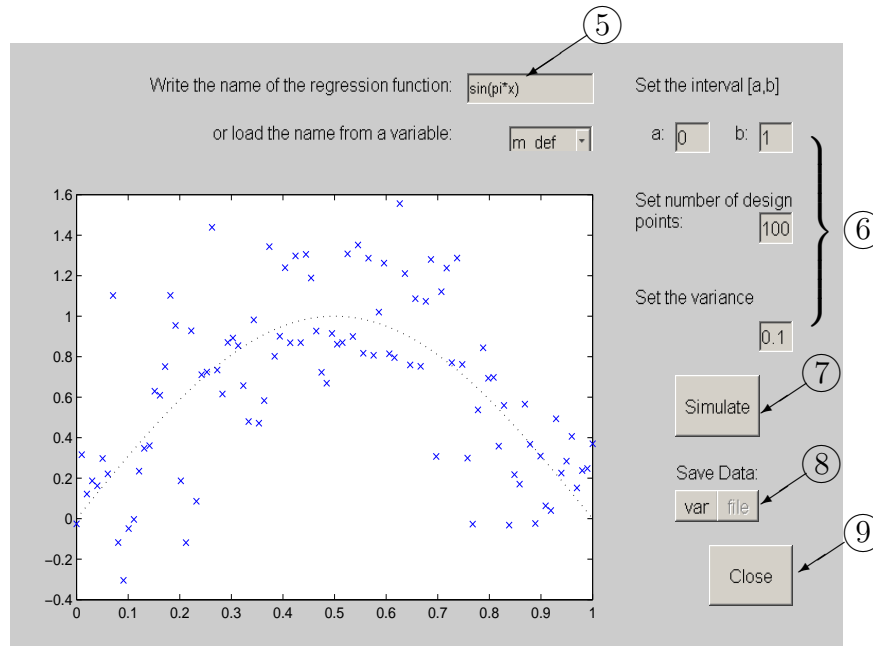 5
Write the name of the regression function:
sin(pi*x)
Set the interval [a,b]
or load the name from a variable:
m def
a: 0
b: 1
Set number of design
points:
100
6
Set the variance
0.1
7
Simulate
8
Save Data:
var file
9
Close
1.6
1.4
1.2
1
0.8
0.6
0.4
0.2
0
−0.2
−0.4
0 0.1 0.2 0.3 0.4 0.5 0.6 0.7 0.8 0.9 1